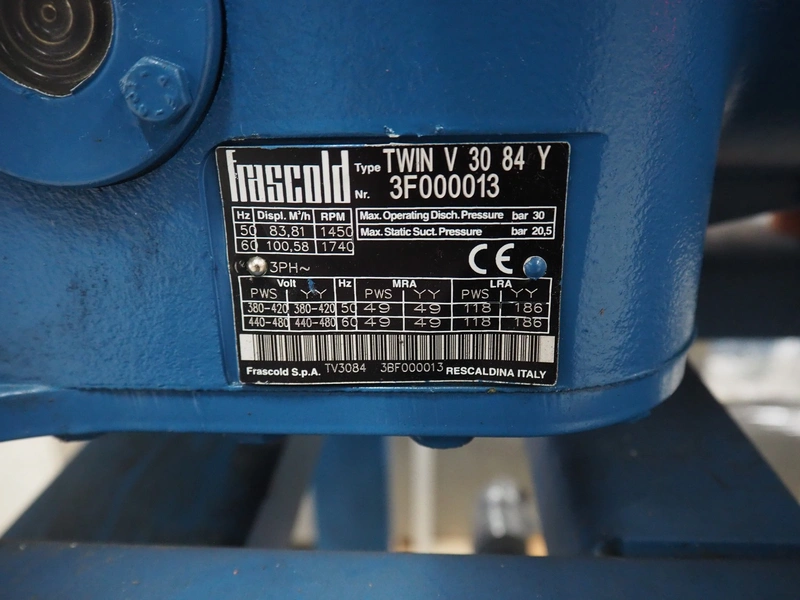 frascold Type TWIN V 30 84 Y
Nr. 3F000013
Hz Displ. M³/h RPM
50 83,81 1450
60 100,58 1740
Max. Operating Disch. Pressure bar 30
Max. Static Suct. Pressure bar 20,5
3PH~ CE
Volt Hz MRA LRA
PWS YY PWS YY PWS YY
380-420 380-420 50 49 49 118 186
440-480 440-480 60 49 49 118 186
TV3084 3BF000013
Frascold S.p.A. RESCALDINA ITALY